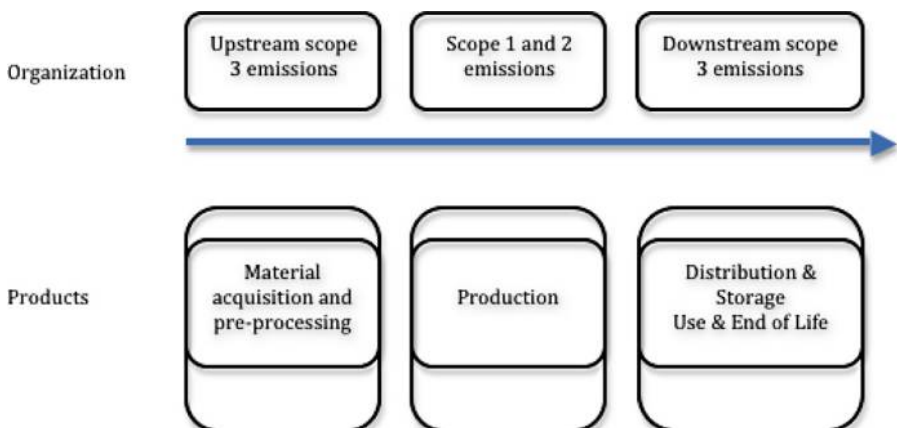 Organization
Upstream scope
3 emissions
Scope 1 and 2
emissions
Downstream scope
3 emissions
Products
Material
acquisition and
pre-processing
Production
Distribution &
Storage
Use & End of Life